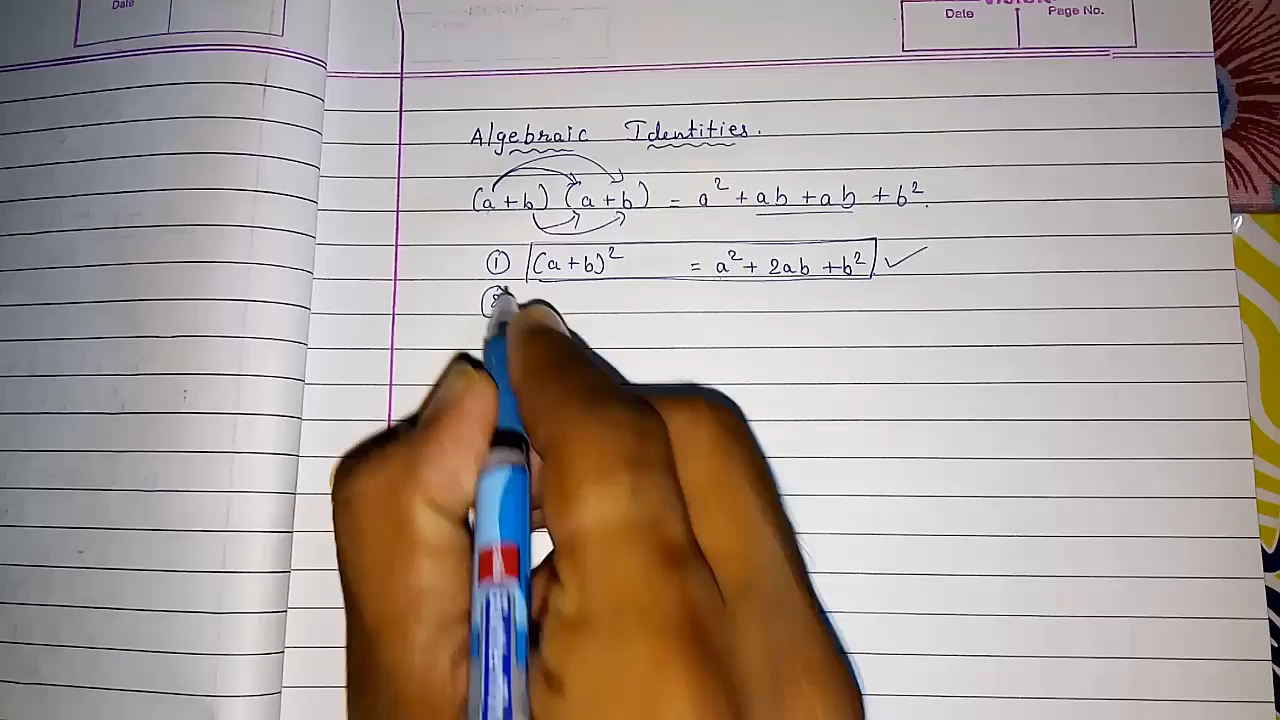 Date
Date Page No.
Algebraic Identities.
(a+b) (a+b) = a² + ab + ab + b².
① (a+b)² = a² + 2ab + b² ✓